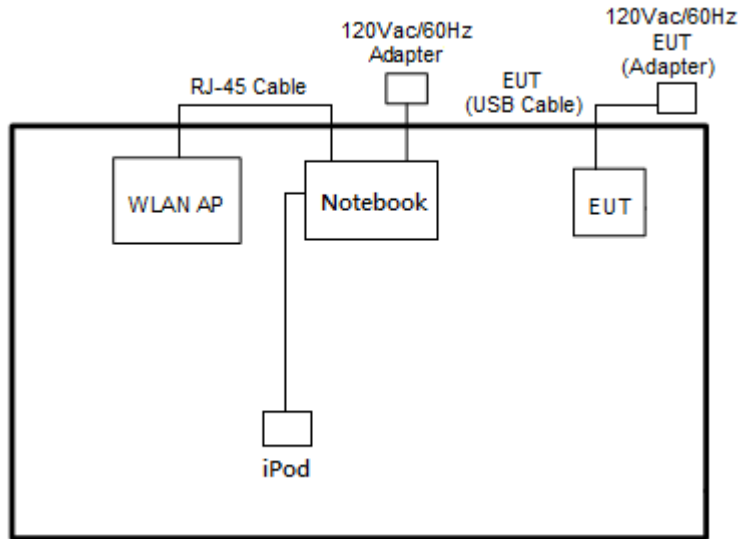 120Vac/60Hz
Adapter
120Vac/60Hz
EUT
(Adapter)
RJ-45 Cable
EUT
(USB Cable)
WLAN AP
Notebook
EUT
iPod